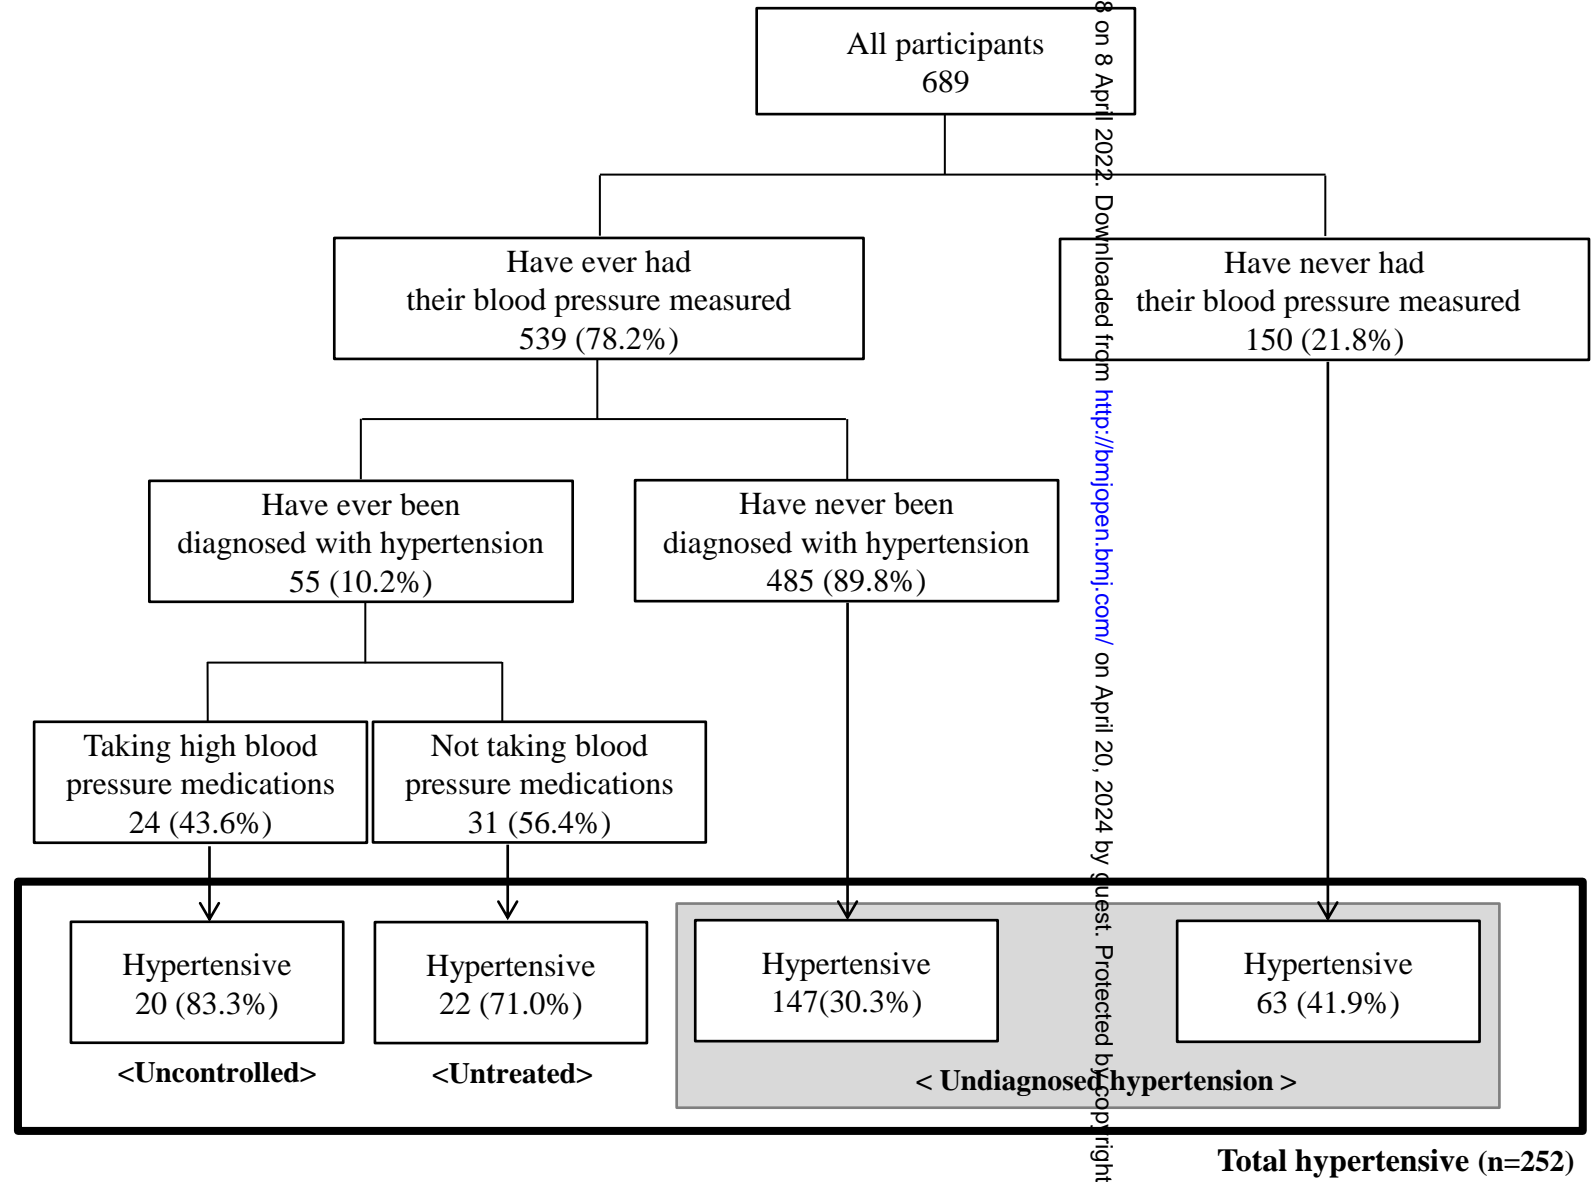 All participants
689
Have ever had
their blood pressure measured
539 (78.2%)
Have never had
their blood pressure measured
150 (21.8%)
Have ever been
diagnosed with hypertension
55 (10.2%)
Have never been
diagnosed with hypertension
485 (89.8%)
Taking high blood
pressure medications
24 (43.6%)
Not taking blood
pressure medications
31 (56.4%)
Hypertensive
20 (83.3%)
<Uncontrolled>
Hypertensive
22 (71.0%)
<Untreated>
Hypertensive
147(30.3%)
Hypertensive
63 (41.9%)
< Undiagnosed hypertension >
Total hypertensive (n=252)
8 on 8 April 2022. Downloaded from http://bmjopen.bmj.com/ on April 20, 2024 by guest. Protected by copyright